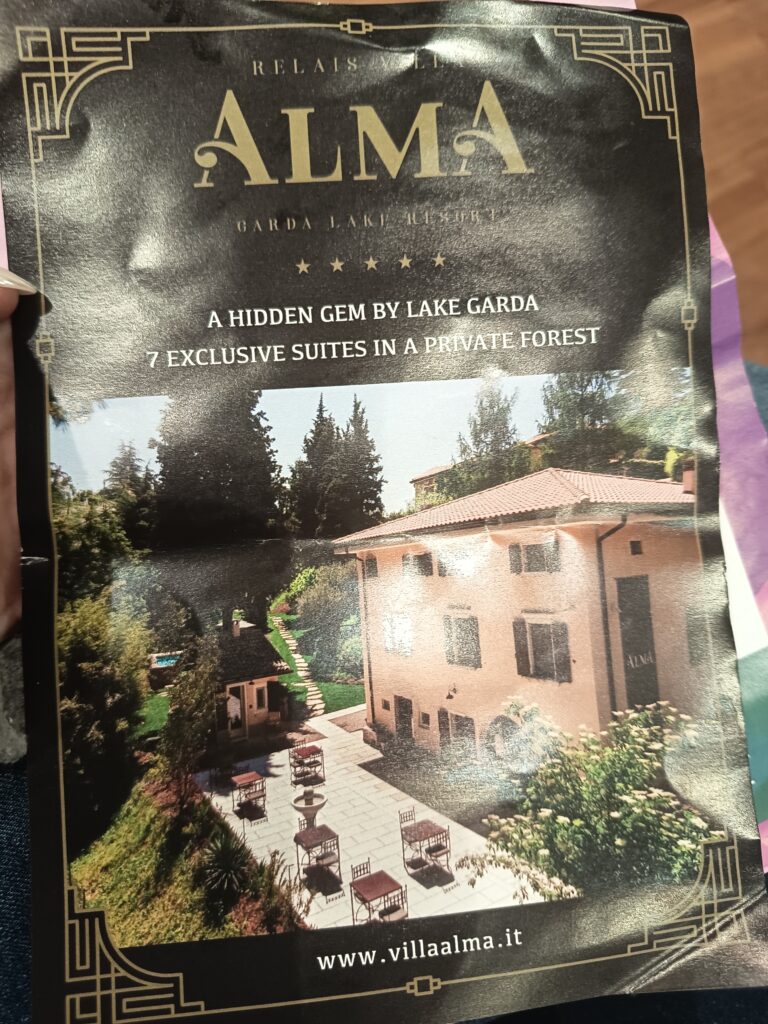 RELAIS VILLA
ALMA
GARDA LAKE RESORT
A HIDDEN GEM BY LAKE GARDA
7 EXCLUSIVE SUITES IN A PRIVATE FOREST
ALMA
www.villaalma.it